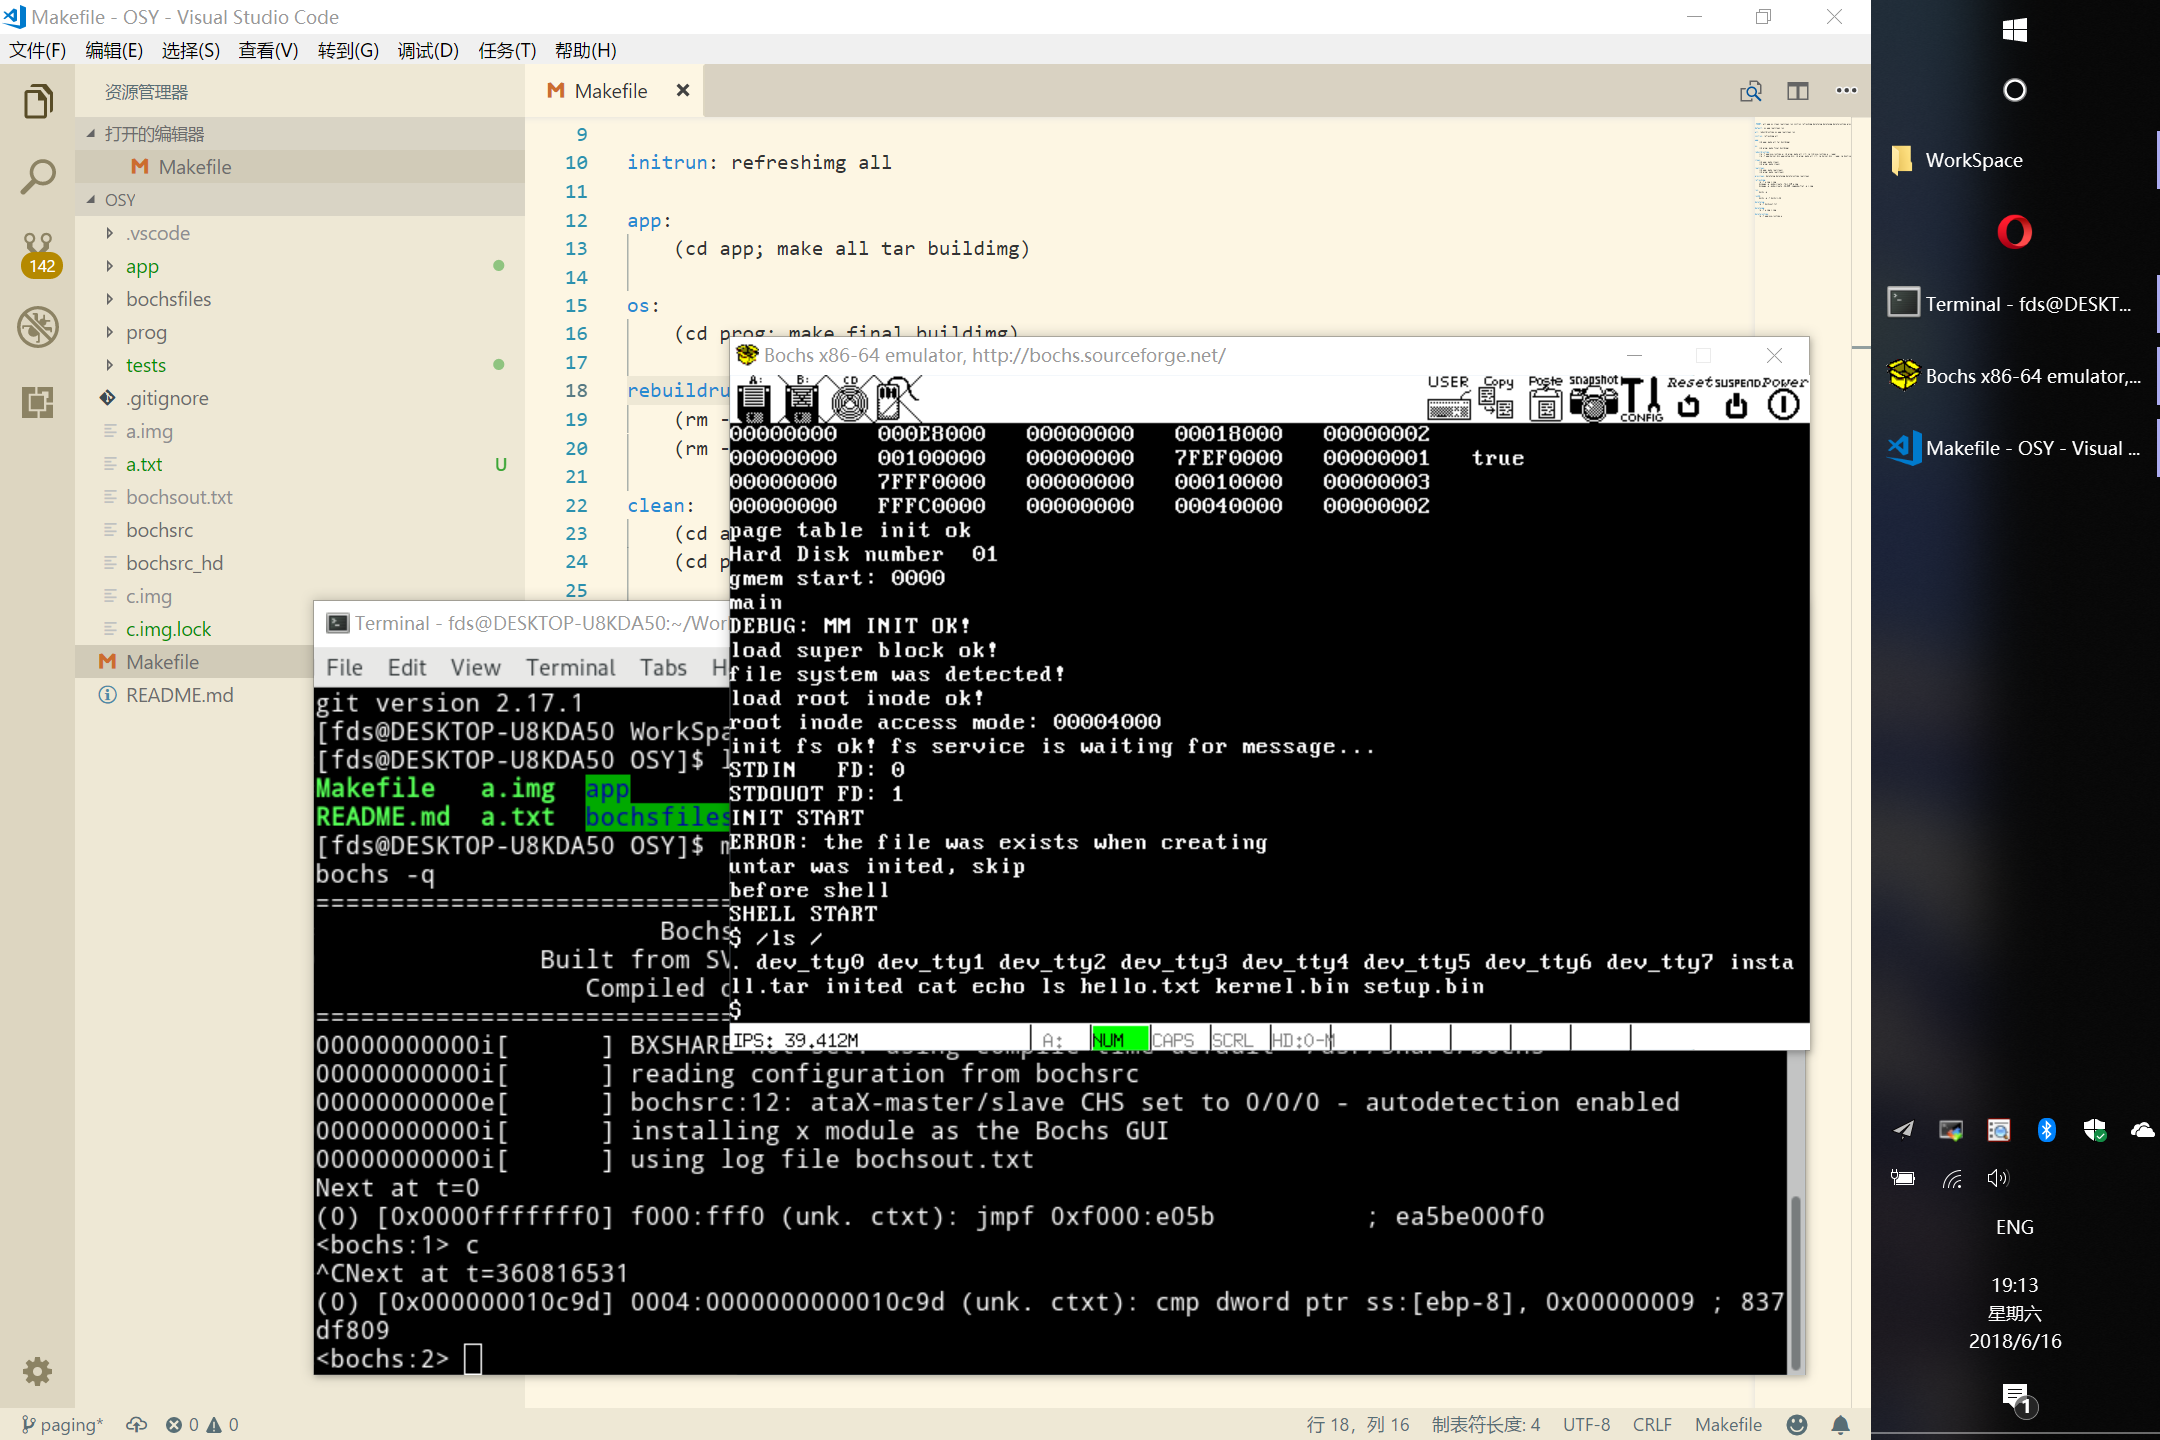 Makefile - OSY - Visual Studio Code
文件(F) 编辑(E) 选择(S) 查看(V) 转到(G) 调试(D) 任务(T) 帮助(H)
资源管理器
打开的编辑器
Makefile
OSY
.vscode
app
bochsfiles
prog
tests
.gitignore
a.img
a.txt U
bochsout.txt
bochsrc
bochsrc_hd
c.img
c.img.lock
Makefile
README.md
142
Makefile
9
10 initrun: refreshimg all
11
12 app:
13 (cd app; make all tar buildimg)
14
15 os:
16 (cd prog; make final buildimg)
17
18 rebuildru
19 (rm -
20 (rm -
21
22 clean:
23 (cd a
24 (cd p
25
Bochs x86-64 emulator, http://bochs.sourceforge.net/
A: B: CD USER Copy Paste snapshot CONFIG Reset SUSPEND Power
00000000 000E8000 00000000 00018000 00000002
00000000 00100000 00000000 7FEF0000 00000001 true
00000000 7FFF0000 00000000 00010000 00000003
00000000 FFFC0000 00000000 00040000 00000002
page table init ok
Hard Disk number 01
gmem start: 0000
main
DEBUG: MM INIT OK!
load super block ok!
file system was detected!
load root inode ok!
root inode access mode: 00004000
init fs ok! fs service is waiting for message...
STDIN FD: 0
STDOUOT FD: 1
INIT START
ERROR: the file was exists when creating
untar was inited, skip
before shell
SHELL START
$ /ls /
. dev_tty0 dev_tty1 dev_tty2 dev_tty3 dev_tty4 dev_tty5 dev_tty6 dev_tty7 insta
ll.tar inited cat echo ls hello.txt kernel.bin setup.bin
$
IPS: 39.412M A: NUM CAPS SCRL HD:0-M
Terminal - fds@DESKTOP-U8KDA50:~/Wor
File Edit View Terminal Tabs H
git version 2.17.1
[fds@DESKTOP-U8KDA50 WorkSpa
[fds@DESKTOP-U8KDA50 OSY]$ l
Makefile a.img app
README.md a.txt bochsfiles
[fds@DESKTOP-U8KDA50 OSY]$ m
bochs -q
============================
Bochs
Built from SV
Compiled o
============================
00000000000i[ ] BXSHARE not set. using compile time default '/usr/share/bochs'
00000000000i[ ] reading configuration from bochsrc
00000000000e[ ] bochsrc:12: ataX-master/slave CHS set to 0/0/0 - autodetection enabled
00000000000i[ ] installing x module as the Bochs GUI
00000000000i[ ] using log file bochsout.txt
Next at t=0
(0) [0x0000fffffff0] f000:fff0 (unk. ctxt): jmpf 0xf000:e05b ; ea5be000f0
<bochs:1> c
^CNext at t=360816531
(0) [0x000000010c9d] 0004:0000000000010c9d (unk. ctxt): cmp dword ptr ss:[ebp-8], 0x00000009 ; 837
df809
<bochs:2>
paging* 0 0
行 18，列 16 制表符长度: 4 UTF-8 CRLF Makefile
WorkSpace
Terminal - fds@DESKT...
Bochs x86-64 emulator,...
Makefile - OSY - Visual ...
ENG
19:13
星期六
2018/6/16
1